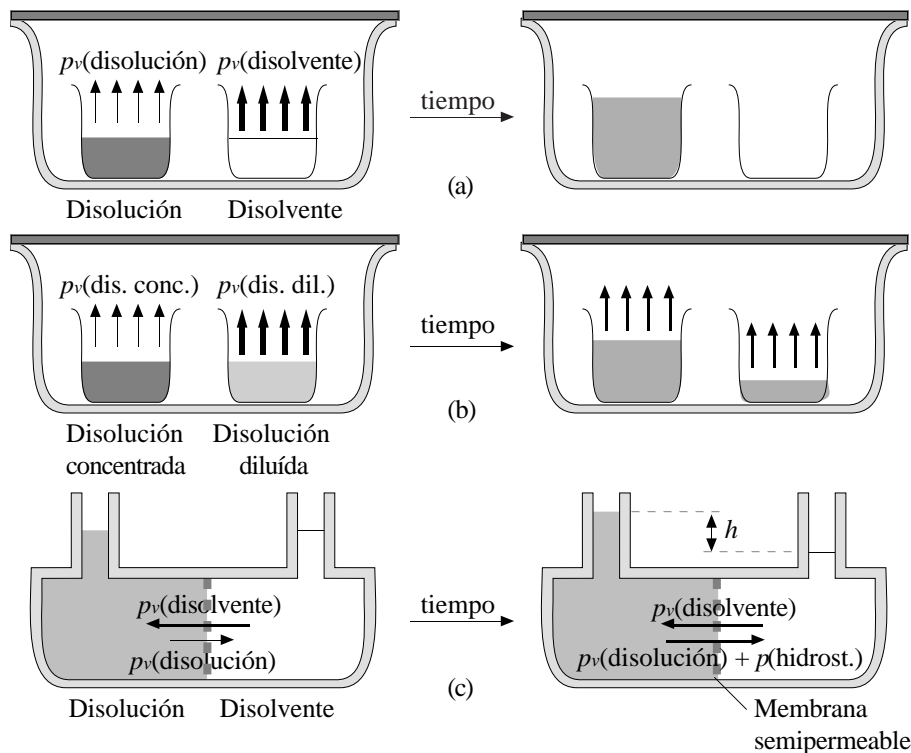 pv(disolución) pv(disolvente)
tiempo
(a)
Disolución Disolvente
pv(dis. conc.) pv(dis. dil.)
tiempo
(b)
Disolución
concentrada
Disolución
diluída
h
pv(disolvente)
pv(disolución)
tiempo
pv(disolvente)
pv(disolución) + p(hidrost.)
(c)
Disolución Disolvente
Membrana
semipermeable